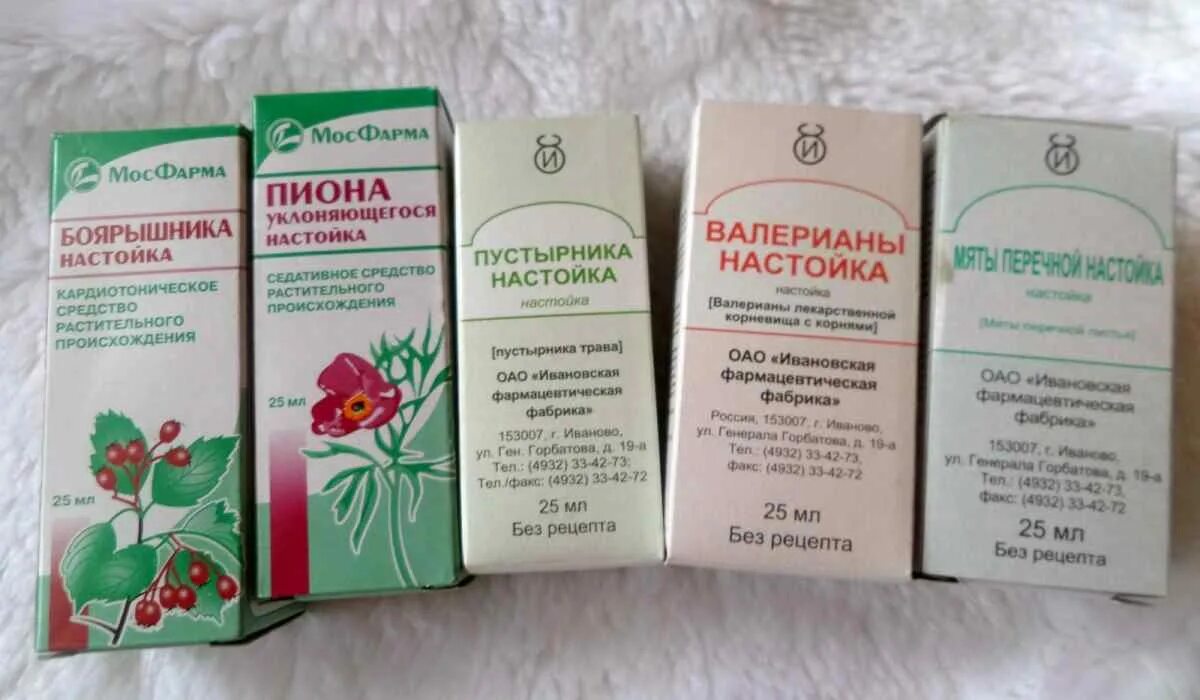 МосФарма
БОЯРЫШНИКА
НАСТОЙКА
КАРДИОТОНИЧЕСКОЕ
СРЕДСТВО
РАСТИТЕЛЬНОГО
ПРОИСХОЖДЕНИЯ
25 мл
МосФарма
ПИОНА
УКЛОНЯЮЩЕГОСЯ
НАСТОЙКА
СЕДАТИВНОЕ СРЕДСТВО
РАСТИТЕЛЬНОГО
ПРОИСХОЖДЕНИЯ
25 мл
И
ПУСТЫРНИКА
НАСТОЙКА
настойка
[пустырника трава]
ОАО «Ивановская
фармацевтическая
фабрика»
153007, г. Иваново,
ул. Ген. Горбатова, д. 19-а
Тел.: (4932) 33-42-73;
Тел./факс: (4932) 33-42-72
25 мл
Без рецепта
И
ВАЛЕРИАНЫ
НАСТОЙКА
настойка
[Валерианы лекарственной
корневища с корнями]
ОАО «Ивановская
фармацевтическая
фабрика»
Россия, 153007, г. Иваново,
ул. Генерала Горбатова, д. 19-а
Тел.: (4932) 33-42-73,
факс: (4932) 33-42-72
25 мл
Без рецепта
И
МЯТЫ ПЕРЕЧНОЙ НАСТОЙКА
настойка
[Мяты перечной листья]
ОАО «Ивановская
фармацевтическая
фабрика»
153007, г. Иваново,
ул. Генерала Горбатова, д. 19-а
Тел.: (4932) 33-42-73,
факс: (4932) 33-42-72
25 мл
Без рецепта